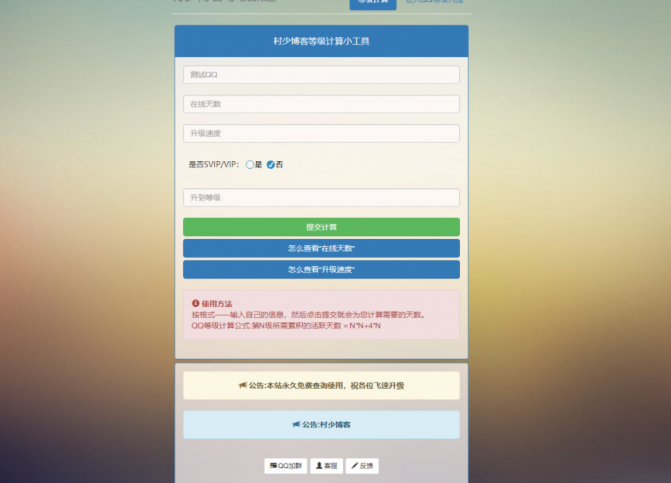 等级计算
村少博客等级计算小工具
测试QQ
在线天数
升级速度
是否SVIP/VIP： 是 否
升到等级
提交计算
怎么查看"在线天数"
怎么查看"升级速度"
使用方法
按格式——输入自己的信息，然后点击提交就会为您计算需要的天数。
QQ等级计算公式:第N级所需累积的活跃天数 = N*N+4*N
公告:本站永久免费查询使用，祝各位飞速升级
公告:村少博客
QQ加群 客服 反馈